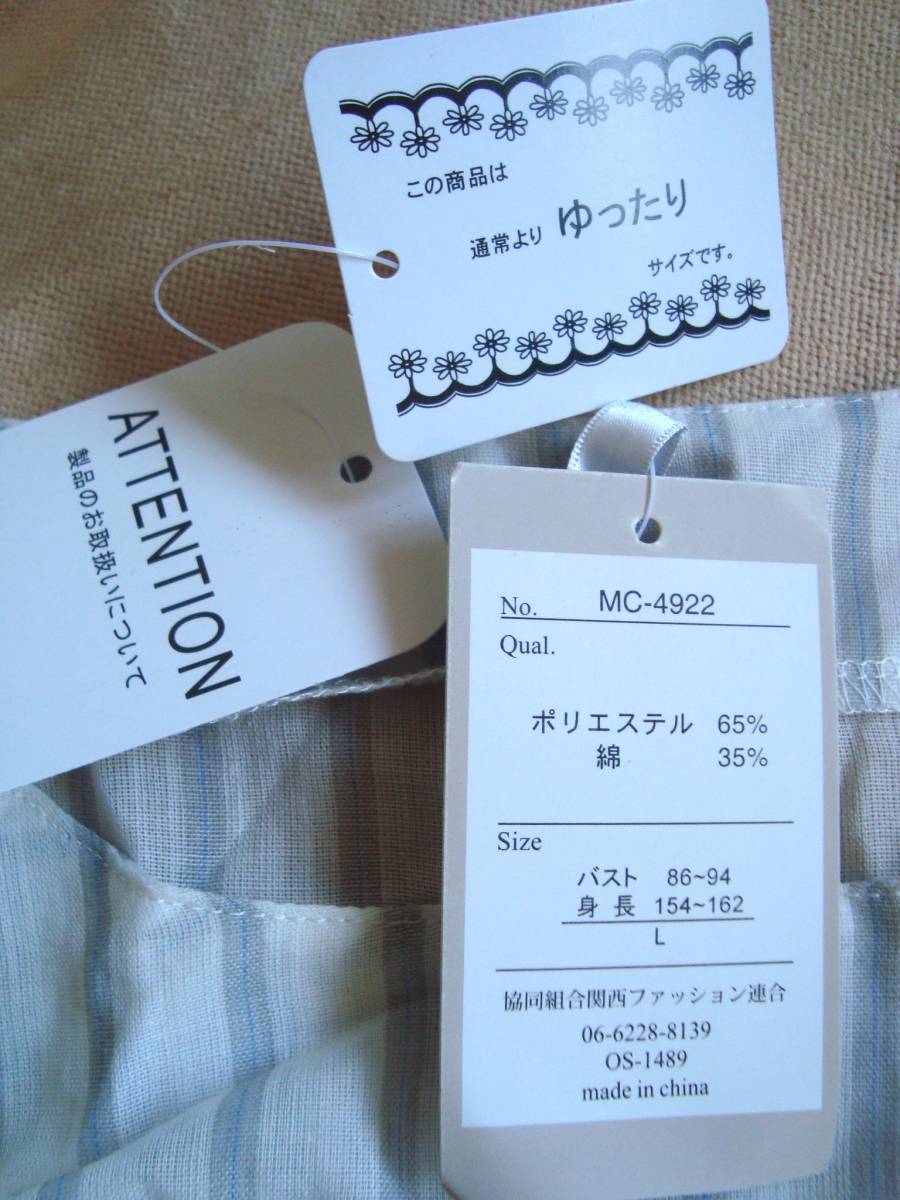 この商品は
通常より ゆったり
サイズです。
ATTENTION
製品のお取扱いについて
No. MC-4922
Qual.
ポリエステル 65%
綿 35%
Size
バスト 86~94
身長 154~162
L
協同組合関西ファッション連合
06-6228-8139
OS-1489
made in china